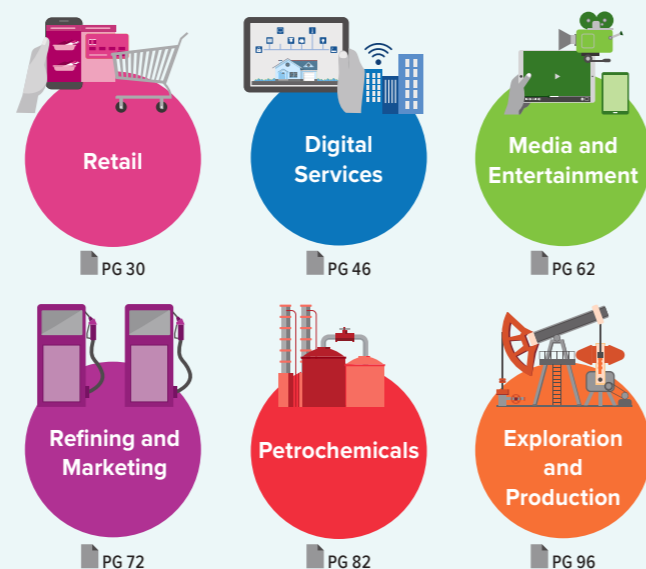 Retail
Digital
Services
Media and
Entertainment
PG 30
PG 46
PG 62
Refining and
Marketing
Petrochemicals
Exploration
and
Production
PG 72
PG 82
PG 96